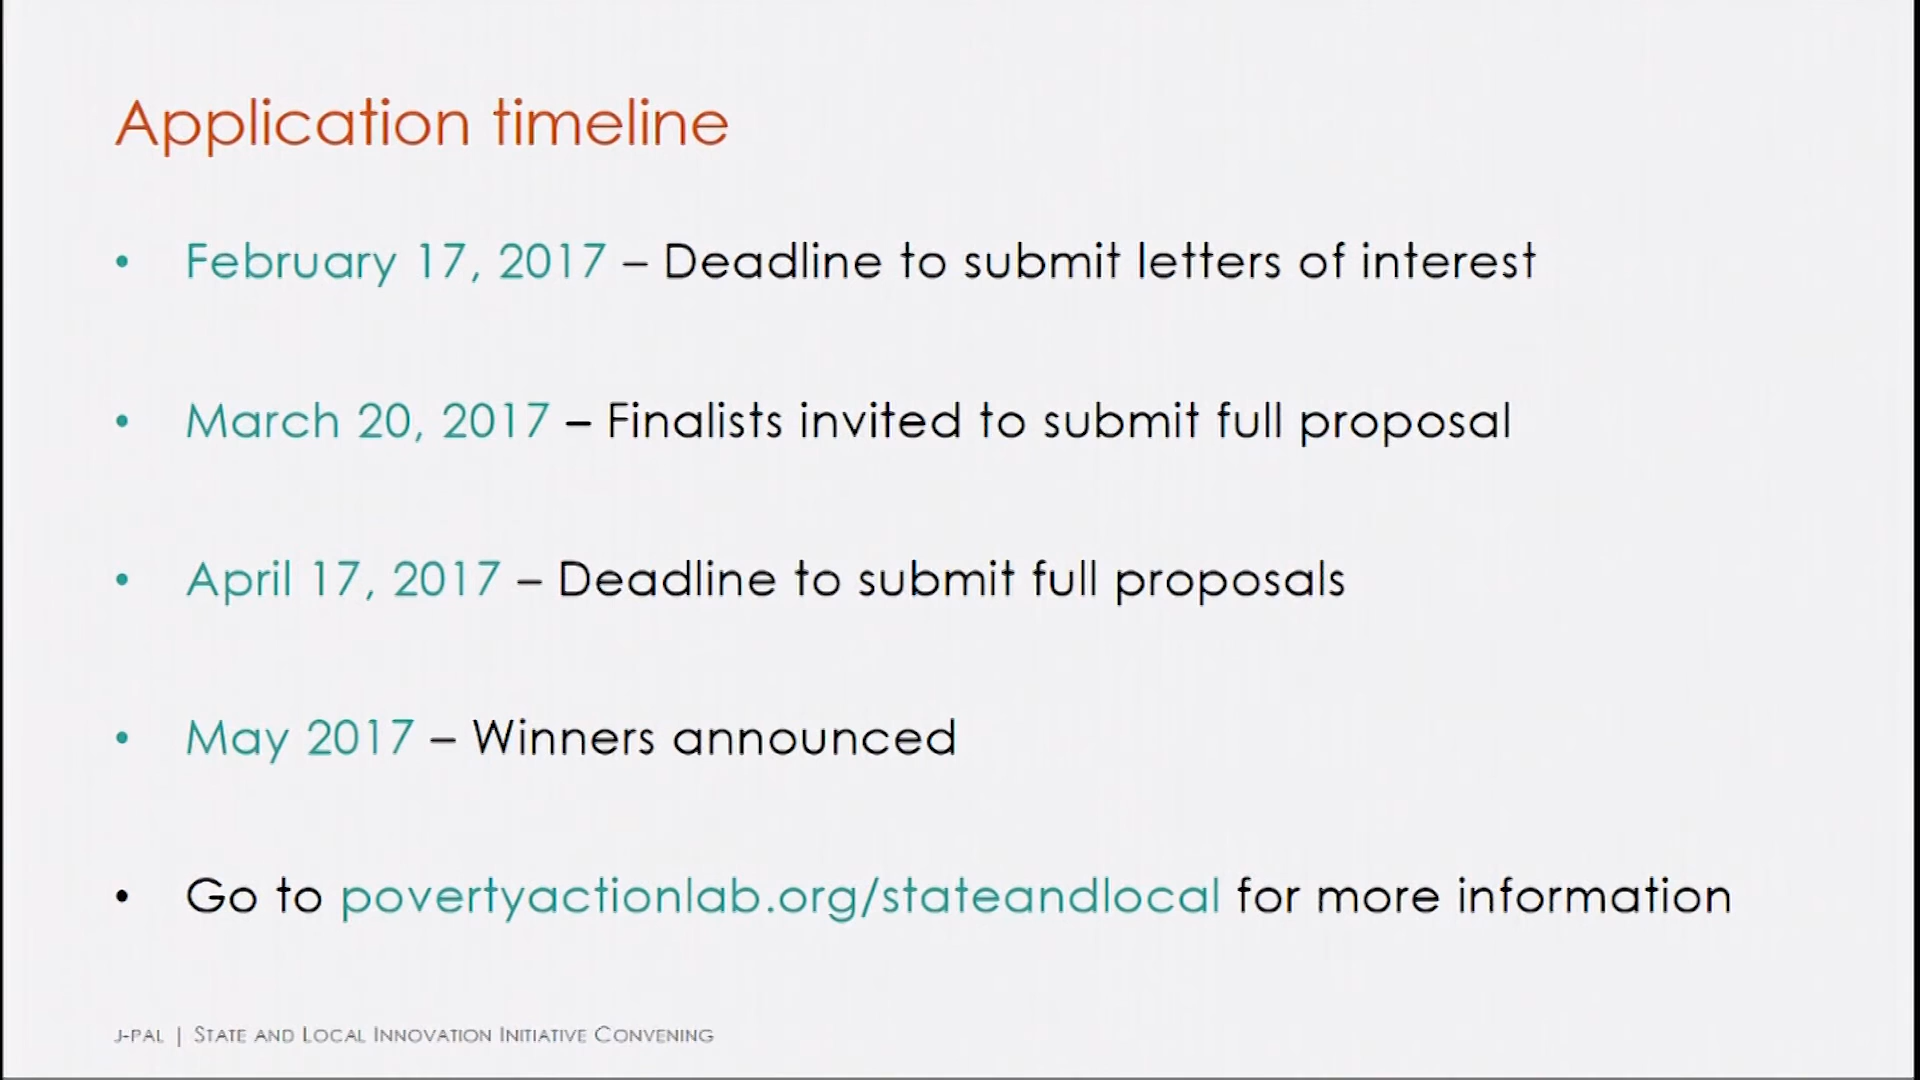 Application timeline
• February 17, 2017 – Deadline to submit letters of interest
• March 20, 2017 – Finalists invited to submit full proposal
• April 17, 2017 – Deadline to submit full proposals
• May 2017 – Winners announced
• Go to povertyactionlab.org/stateandlocal for more information
J-PAL | STATE AND LOCAL INNOVATION INITIATIVE CONVENING